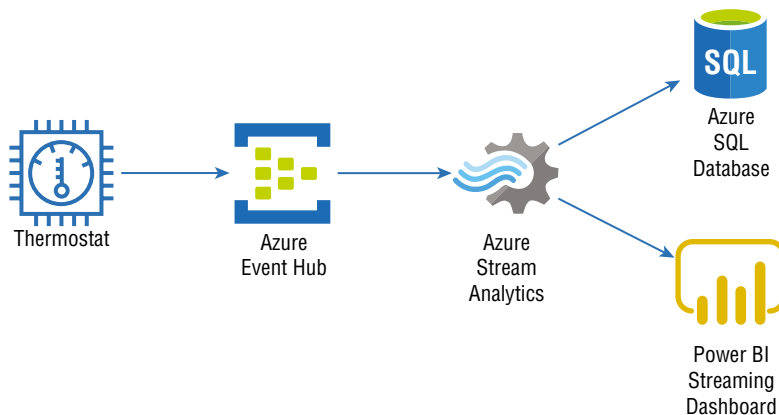 Thermostat
Azure
Event Hub
Azure
Stream
Analytics
SQL
Azure
SQL
Database
Power BI
Streaming
Dashboard